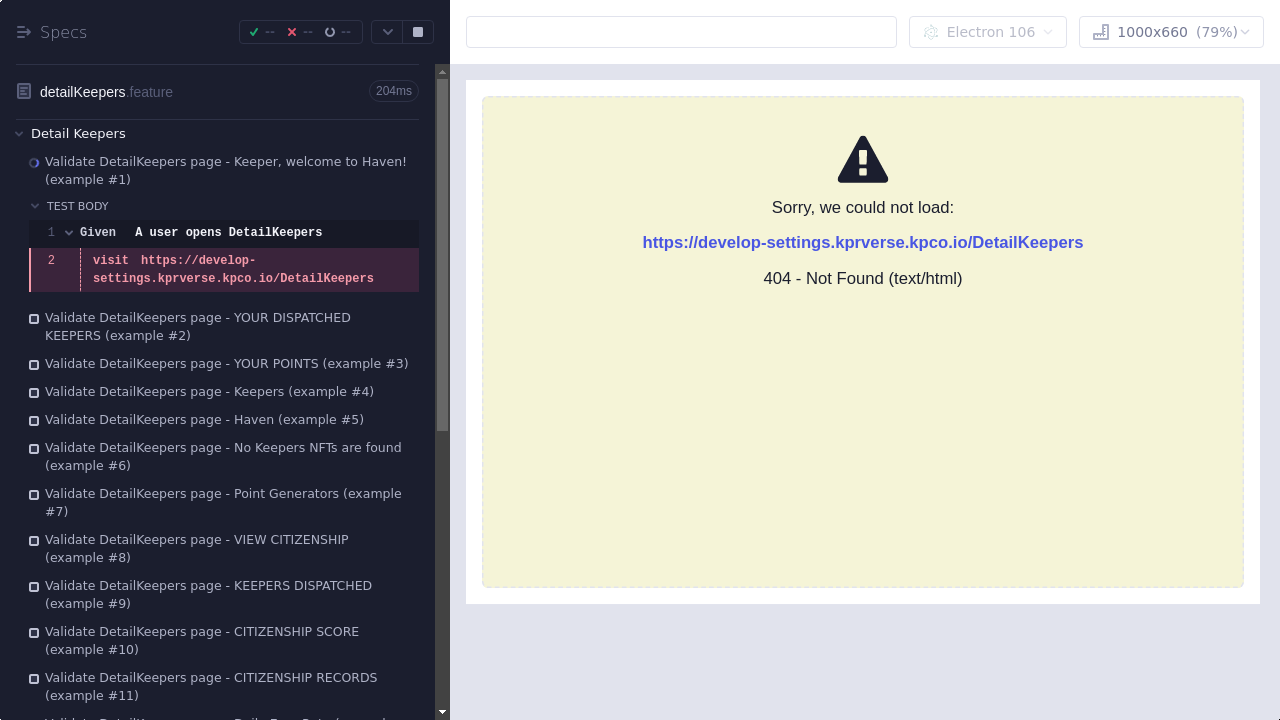 Specs
--
--
--
Electron 106
1000x660 (79%)
detailKeepers.feature
204ms
Detail Keepers
Validate DetailKeepers page - Keeper, welcome to Haven!
(example #1)
TEST BODY
1 Given A user opens DetailKeepers
2 visit https://develop-
settings.kprverse.kpco.io/DetailKeepers
Validate DetailKeepers page - YOUR DISPATCHED
KEEPERS (example #2)
Validate DetailKeepers page - YOUR POINTS (example #3)
Validate DetailKeepers page - Keepers (example #4)
Validate DetailKeepers page - Haven (example #5)
Validate DetailKeepers page - No Keepers NFTs are found
(example #6)
Validate DetailKeepers page - Point Generators (example
#7)
Validate DetailKeepers page - VIEW CITIZENSHIP
(example #8)
Validate DetailKeepers page - KEEPERS DISPATCHED
(example #9)
Validate DetailKeepers page - CITIZENSHIP SCORE
(example #10)
Validate DetailKeepers page - CITIZENSHIP RECORDS
(example #11)
Sorry, we could not load:
https://develop-settings.kprverse.kpco.io/DetailKeepers
404 - Not Found (text/html)